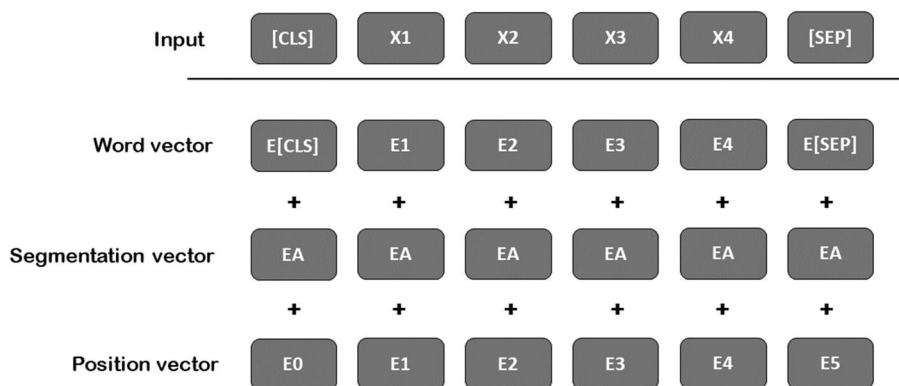 Input [CLS] X1 X2 X3 X4 [SEP]
Word vector E[CLS] E1 E2 E3 E4 E[SEP]
+ + + + + +
Segmentation vector EA EA EA EA EA EA
+ + + + + +
Position vector E0 E1 E2 E3 E4 E5